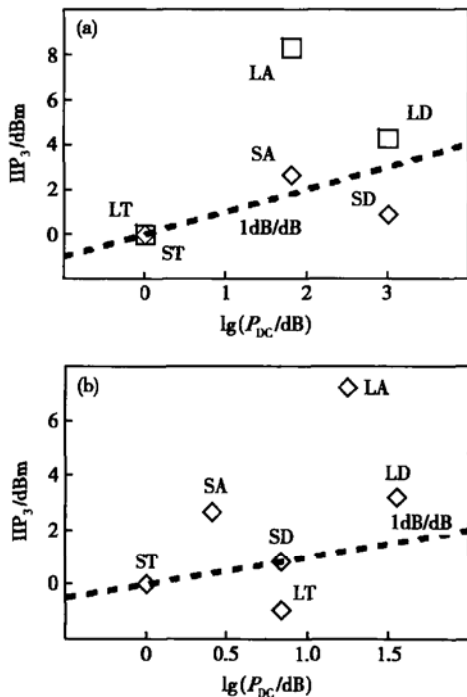 (a)
IIP₃/dBm
8
6
4
2
0
LA
LD
SA
SD
LT
ST
1dB/dB
0 1 2 3
lg(P_DC/dB)
(b)
IIP₃/dBm
6
4
2
0
LA
SA
LD
SD
1dB/dB
ST
LT
0 0.5 1.0 1.5
lg(P_DC/dB)